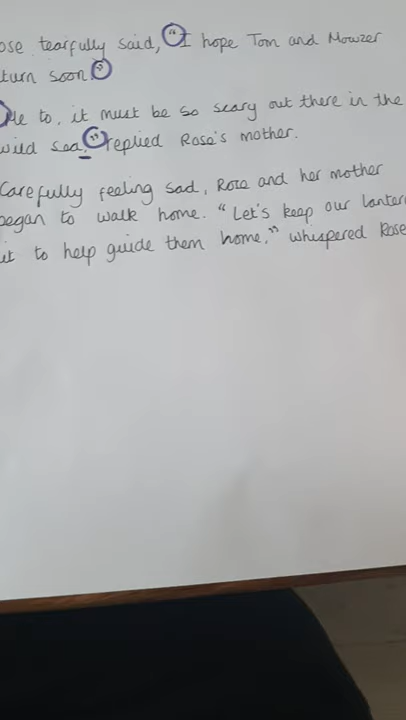 ose tearfully said, "I hope Tom and Mowzer
turn soon"
Me to, it must be so scary out there in the
wild sea," replied Rose's mother.
Carefully feeling sad, Rose and her mother
began to walk home. "Let's keep our lanter
ut to help guide them home," whispered Rose